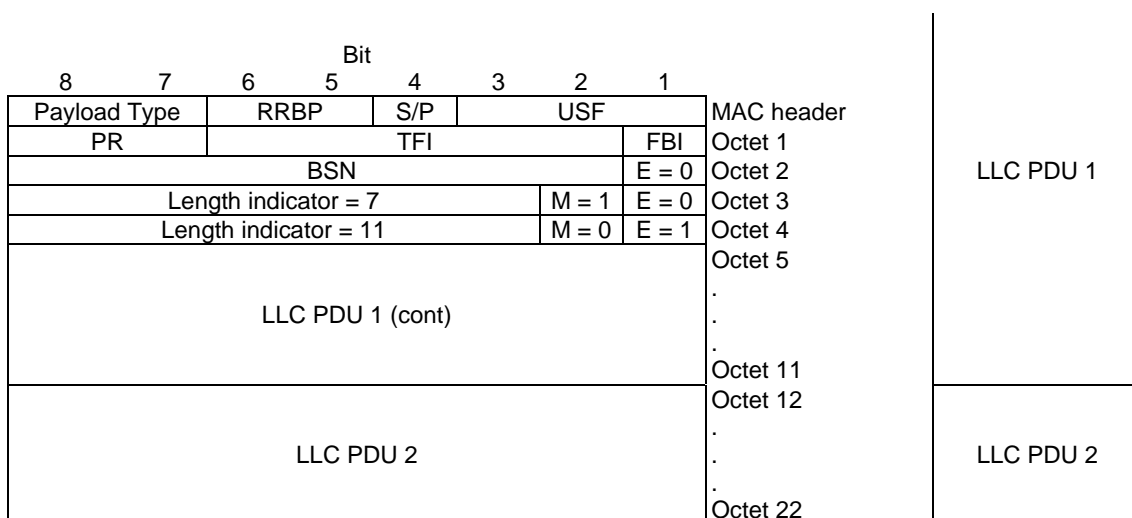 Bit
8 7 6 5 4 3 2 1
Payload Type RRBP S/P USF MAC header
PR TFI FBI Octet 1
BSN E = 0 Octet 2 LLC PDU 1
Length indicator = 7 M = 1 E = 0 Octet 3
Length indicator = 11 M = 0 E = 1 Octet 4
Octet 5
.
LLC PDU 1 (cont) .
.
Octet 11
Octet 12
.
LLC PDU 2 . LLC PDU 2
.
Octet 22